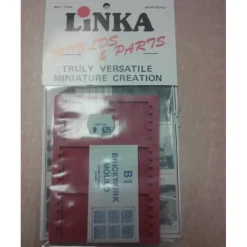 LiNKA
MOULDS
& PARTS
TRULY VERSATILE
MINIATURE CREATION
B1
BRICKWORK
MOULD